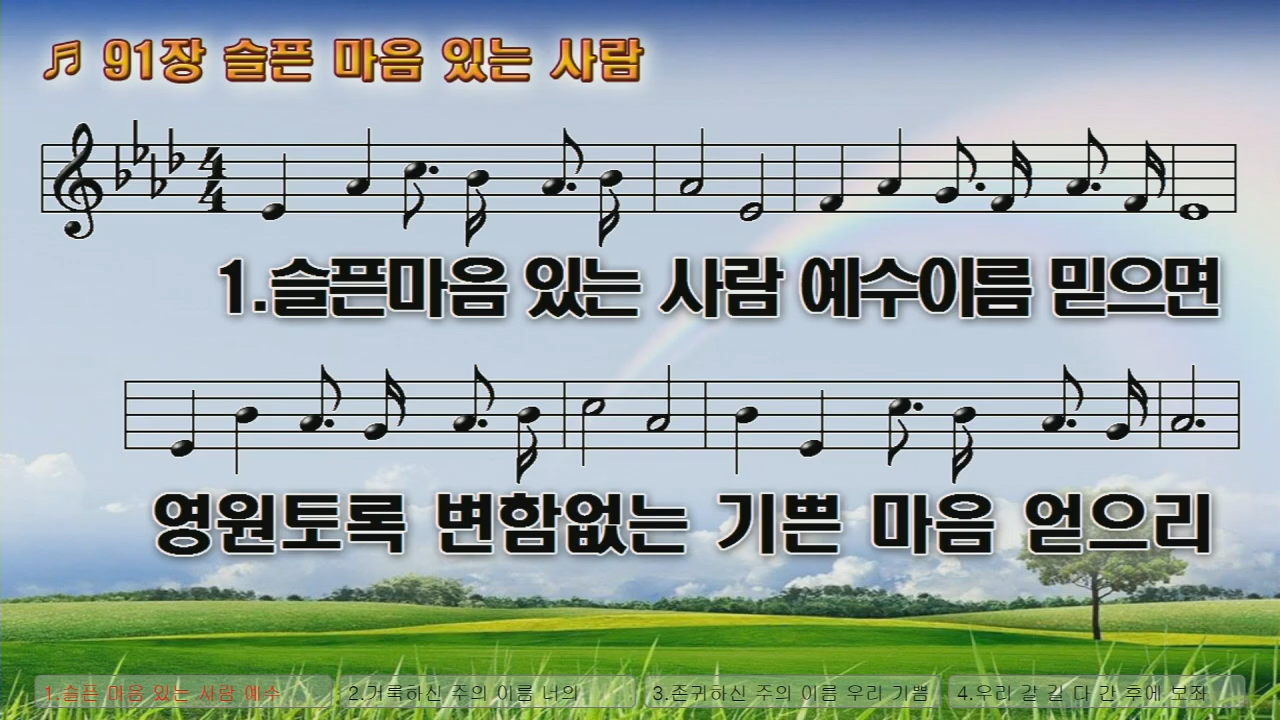 91장 슬픈 마음 있는 사람
4
4
1.슬픈마음 있는 사람 예수이름 믿으면
영원토록 변함없는 기쁜 마음 얻으리
1.슬픈 마음 있는 사람 예수 2.거룩하신 주의 이름 너의 3.존귀하신 주의 이름 우리 기쁨 4.우리 갈 길 다 간 후에 보좌